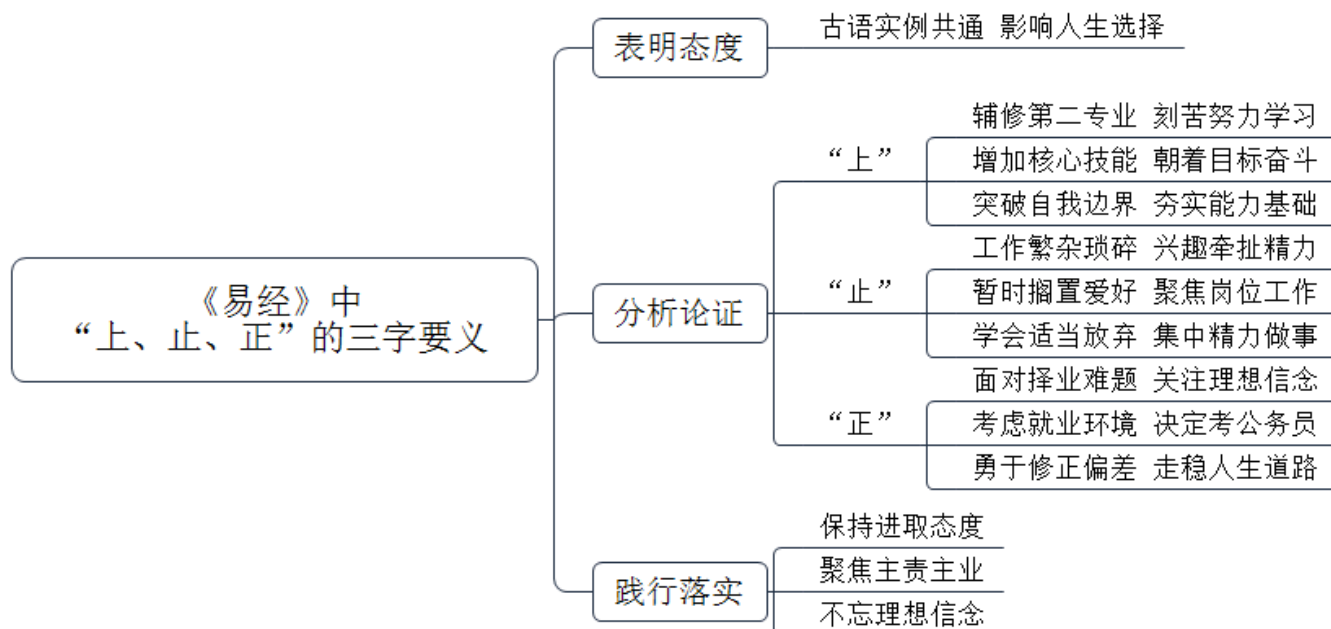 《易经》中
“上、止、正”的三字要义
表明态度
古语实例共通 影响人生选择
分析论证
“上”
辅修第二专业 刻苦努力学习
增加核心技能 朝着目标奋斗
突破自我边界 夯实能力基础
“止”
工作繁杂琐碎 兴趣牵扯精力
暂时搁置爱好 聚焦岗位工作
学会适当放弃 集中精力做事
“正”
面对择业难题 关注理想信念
考虑就业环境 决定考公务员
勇于修正偏差 走稳人生道路
践行落实
保持进取态度
聚焦主责主业
不忘理想信念